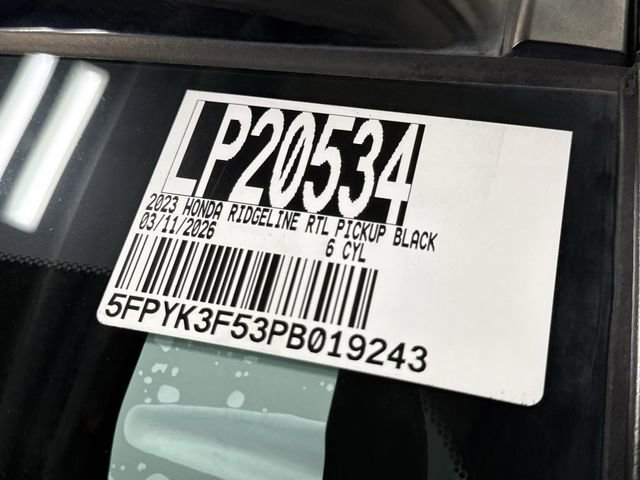 LP20534
2023 HONDA RIDGELINE RTL PICKUP BLACK
03/11/2026 6 CYL
5FPYK3F53PB019243